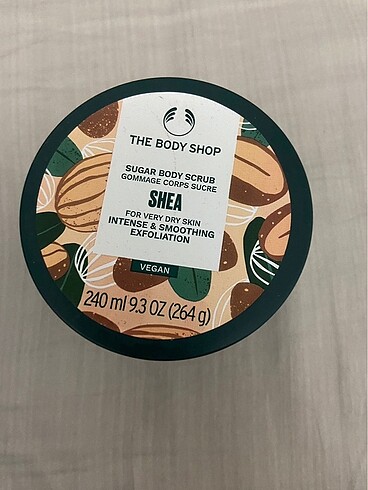 THE BODY SHOP
SUGAR BODY SCRUB
GOMMAGE CORPS SUCRE
SHEA
FOR VERY DRY SKIN
INTENSE & SMOOTHING
EXFOLIATION
VEGAN
240 ml 9.3 OZ (264 g)